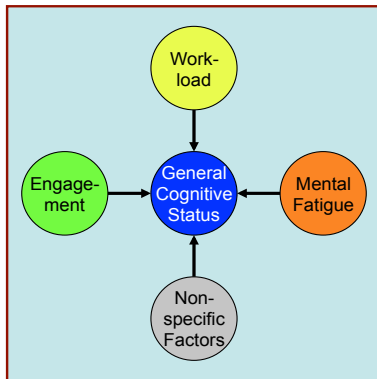 Work-
load
Engage-
ment
General
Cognitive
Status
Mental
Fatigue
Non-
specific
Factors